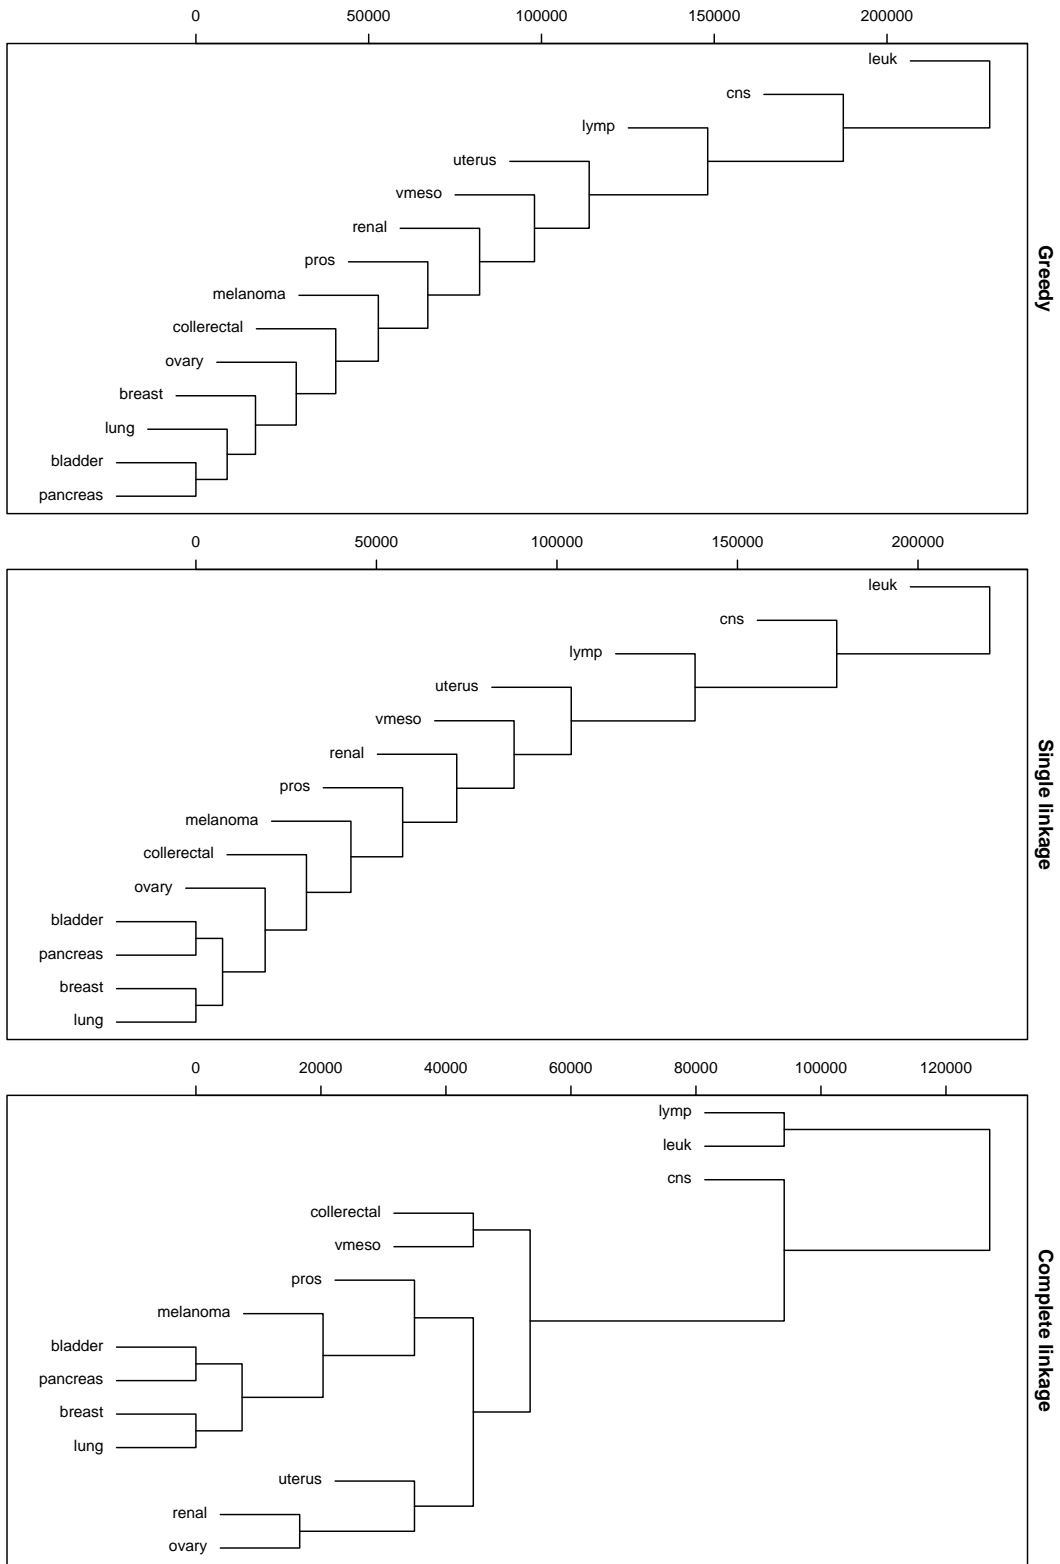 0 50000 100000 150000 200000
leuk
cns
lymp
uterus
vmeso
renal
pros
melanoma
collerectal
ovary
breast
lung
bladder
pancreas
Greedy
0 50000 100000 150000 200000
leuk
cns
lymp
uterus
vmeso
renal
pros
melanoma
collerectal
ovary
bladder
pancreas
breast
lung
Single linkage
0 20000 40000 60000 80000 100000 120000
lymp
leuk
cns
collerectal
vmeso
pros
melanoma
bladder
pancreas
breast
lung
uterus
renal
ovary
Complete linkage